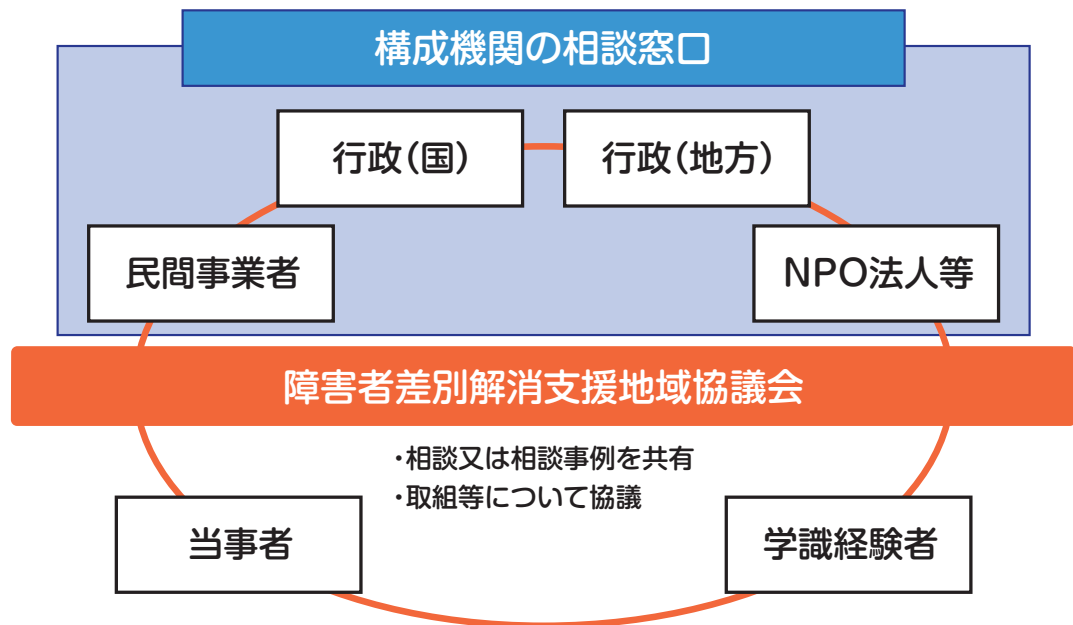 構成機関の相談窓口
行政(国)
行政(地方)
民間事業者
NPO法人等
障害者差別解消支援地域協議会
・相談又は相談事例を共有
・取組等について協議
当事者
学識経験者